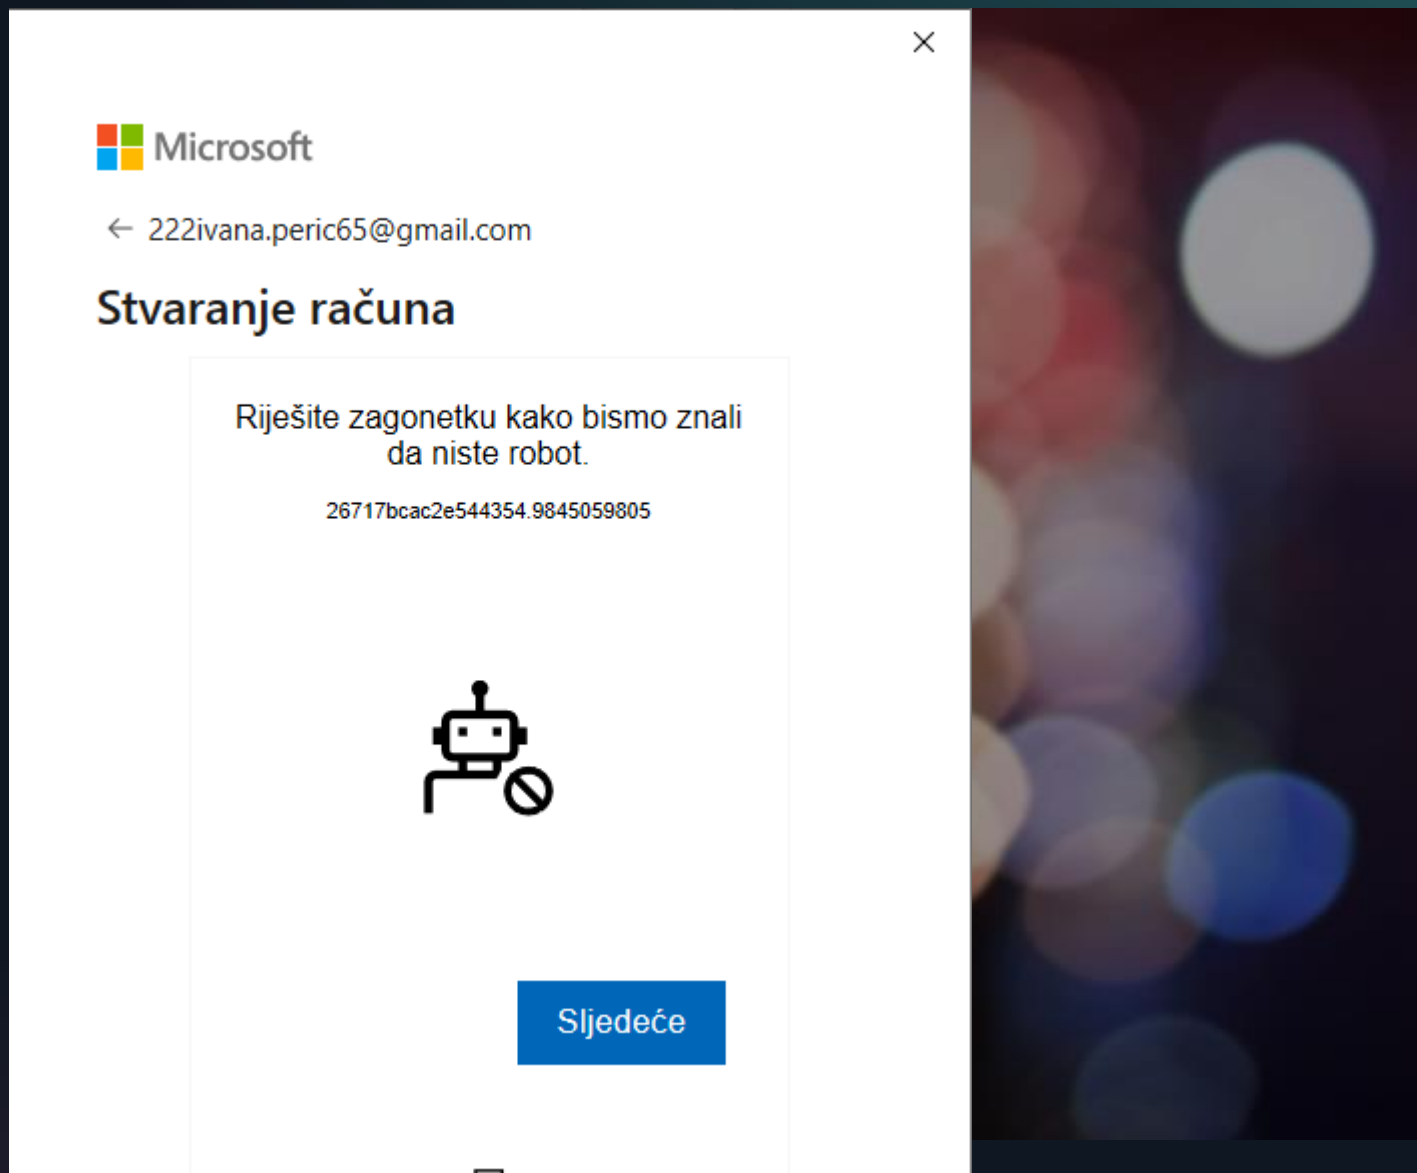 Microsoft
222ivana.peric65@gmail.com
Stvaranje računa
Riješite zagonetku kako bismo znali
da niste robot.
26717bcac2e544354.9845059805
Sljedeće